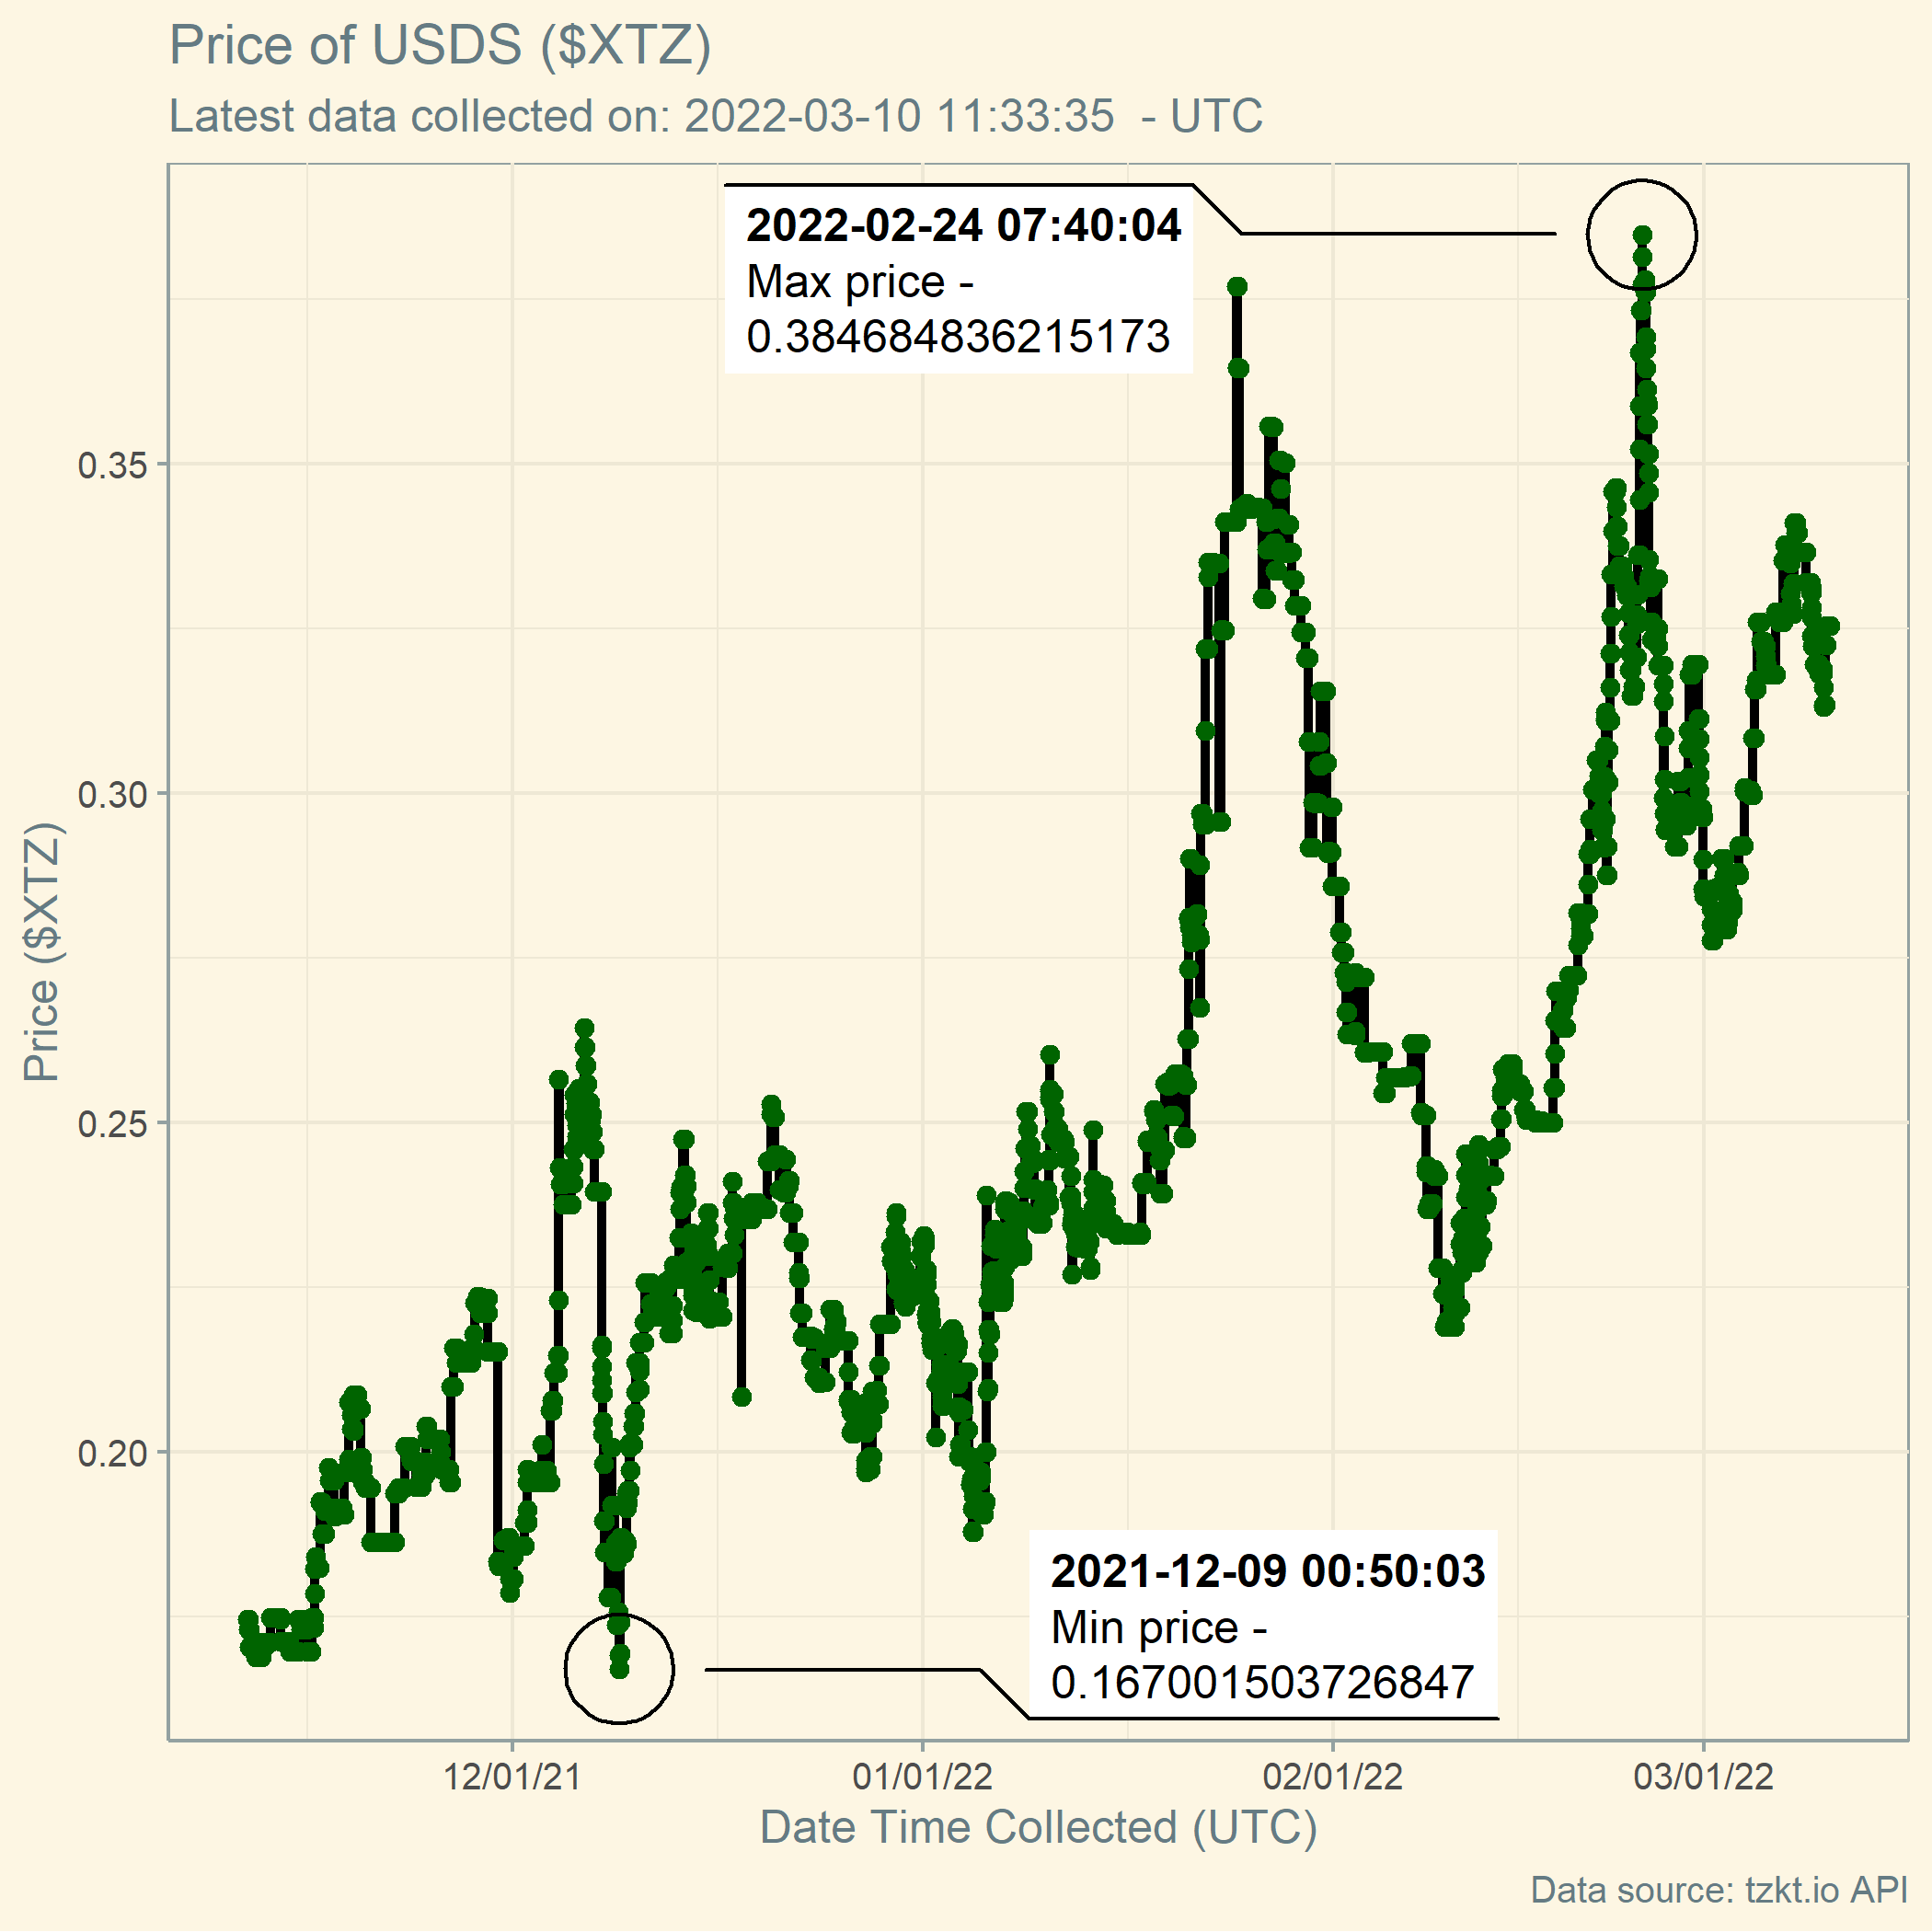 Price of USDS ($XTZ)
Latest data collected on: 2022-03-10 11:33:35  - UTC
2022-02-24 07:40:04
Max price -
0.384684836215173
0.35
0.30
0.25
0.20
Price ($XTZ)
2021-12-09 00:50:03
Min price -
0.167001503726847
12/01/21
01/01/22
02/01/22
03/01/22
Date Time Collected (UTC)
Data source: tzkt.io API